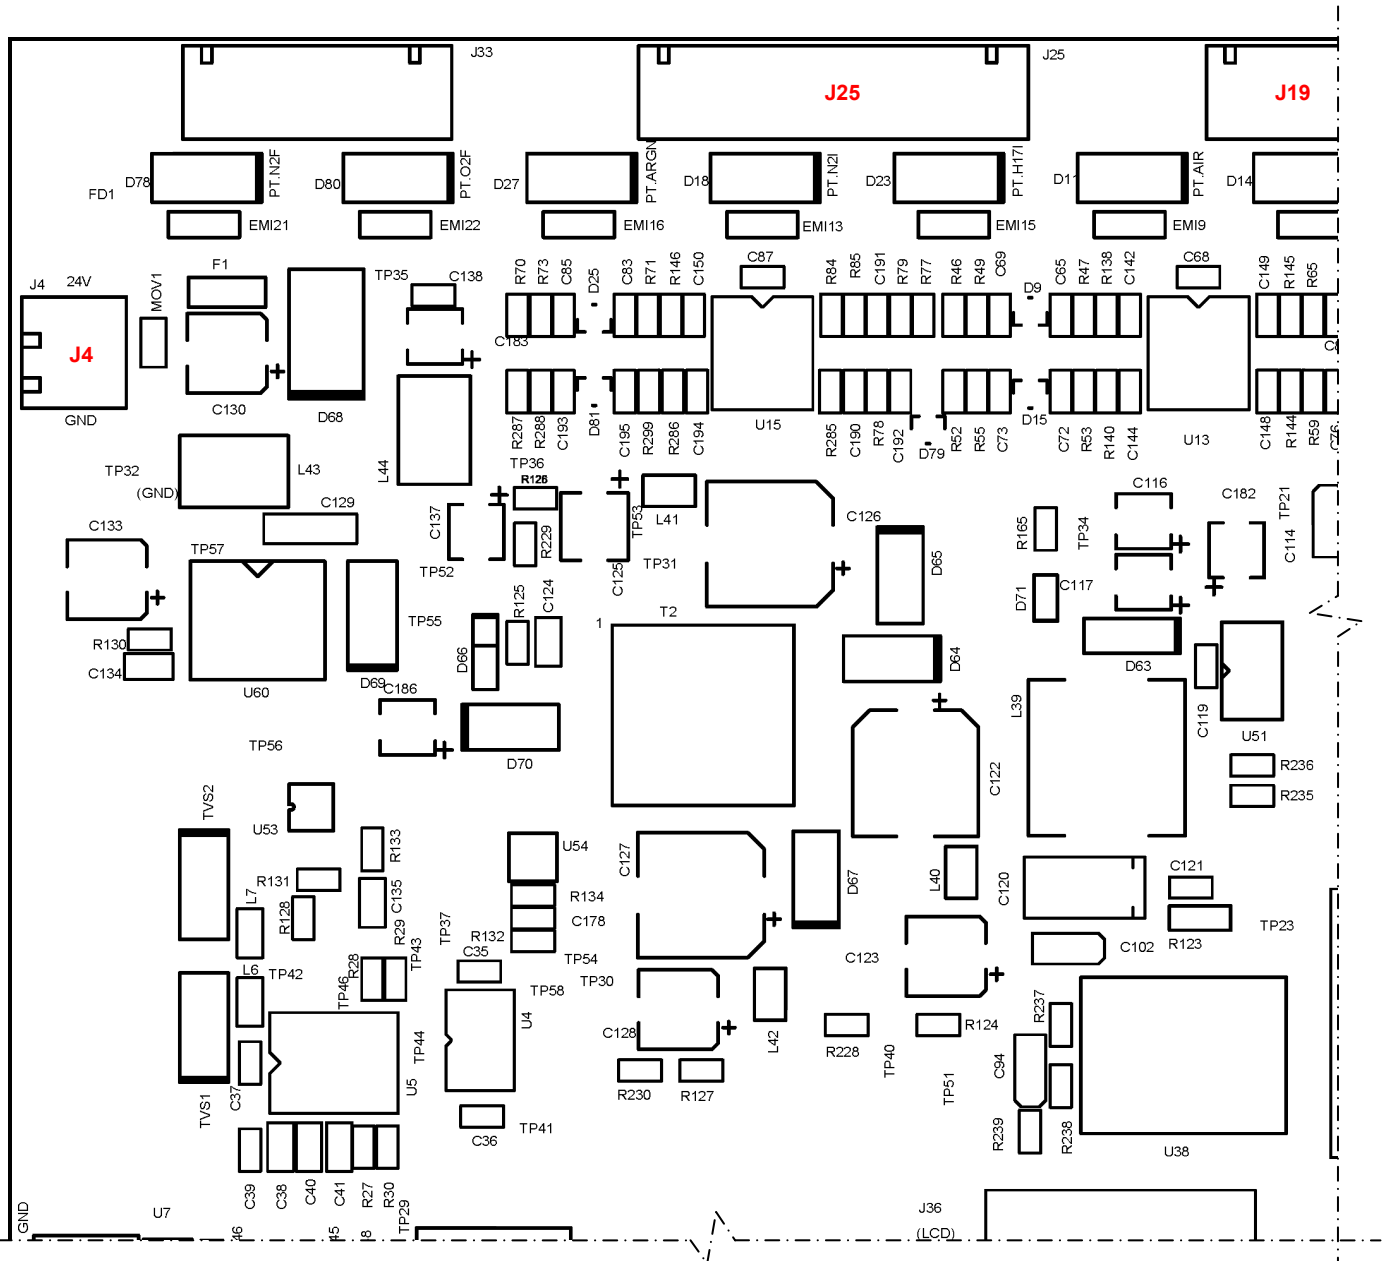 J33
J25
J25
J19
FD1
D78
PT.N2F
D80
PT.O2F
D27
PT.ARGN
D18
PT.N2I
D23
PT.H17I
D11
PT.AIR
D14
EMI21
EMI22
EMI16
EMI13
EMI15
EMI9
J4
24V
MOV1
F1
TP35
C138
R70
R73
C85
D25
C83
R71
R146
C150
C87
R84
R85
C191
R79
R77
R46
R49
C69
D9
C65
R47
R138
C142
C68
C149
R145
R65
J4
GND
C130
D68
C183
R287
R288
C193
D81
C195
R299
R286
C194
U15
R285
C190
R78
C192
D79
R52
R55
C73
D15
C72
R53
R140
C144
U13
C148
R144
R59
C76
TP32
(GND)
L43
L44
TP36
R126
C129
C137
R229
C125
TP53
L41
C126
D65
R165
TP34
C116
C182
C114
TP21
C133
TP57
TP52
TP31
D71
C117
R130
C134
U60
D69
TP55
D66
R125
C124
1
T2
D64
D63
C119
U51
C186
D70
TP56
L39
C122
R236
R235
TVS2
U53
R133
U54
C127
D67
L40
C120
C121
R131
L7
R128
C135
R134
C178
R132
R29
TP43
TP37
C35
TP54
C123
C102
R123
TP23
L6
TP42
R28
TP46
TP58
TP30
U4
C128
L42
R228
R124
TP40
R237
C94
TVS1
C37
U5
TP44
R230
R127
TP51
R239
R238
U38
C36
TP41
C39
C38
C40
C41
R27
R30
TP29
GND
U7
46
45
8
J36
(LCD)